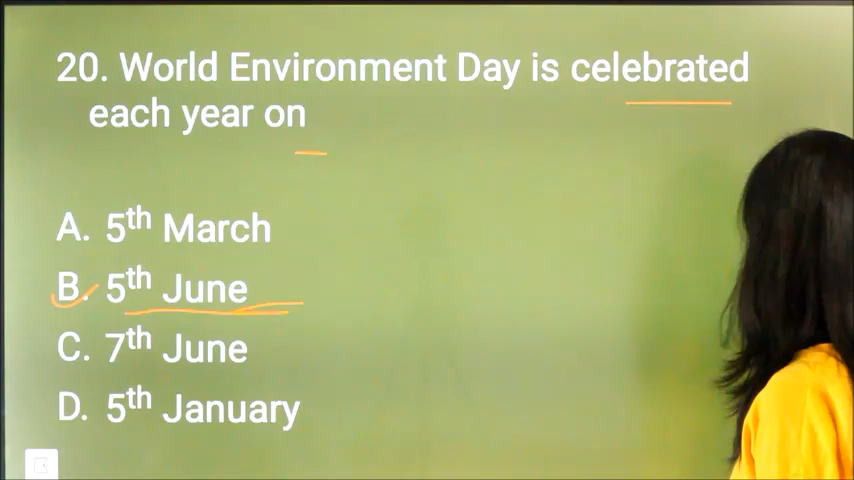 20. World Environment Day is celebrated
each year on
A. 5th March
B. 5th June
C. 7th June
D. 5th January